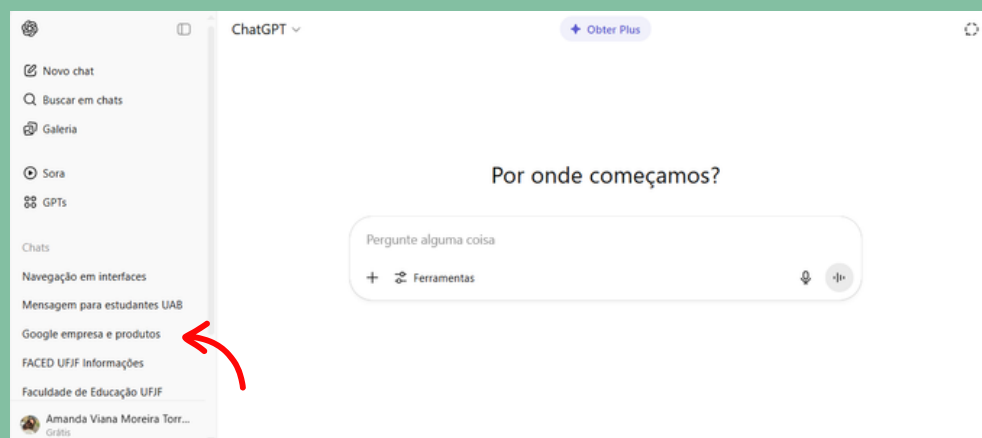 ChatGPT
Obter Plus
Novo chat
Buscar em chats
Galeria
Sora
GPTs
Chats
Navegação em interfaces
Mensagem para estudantes UAB
Google empresa e produtos
FACED UFJF Informações
Faculdade de Educação UFJF
Amanda Viana Moreira Torr...
Grátis
Por onde começamos?
Pergunte alguma coisa
Ferramentas